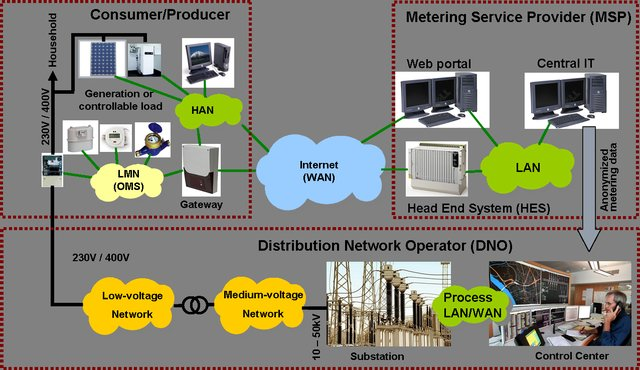 Consumer/Producer
Household
230V / 400V
Generation or
controllable load
HAN
LMN
(OMS)
Gateway
Internet
(WAN)
Metering Service Provider (MSP)
Web portal
Central IT
LAN
Head End System (HES)
Anonymized
metering data
Distribution Network Operator (DNO)
230V / 400V
Low-voltage
Network
Medium-voltage
Network
10 – 50kV
Substation
Process
LAN/WAN
Control Center